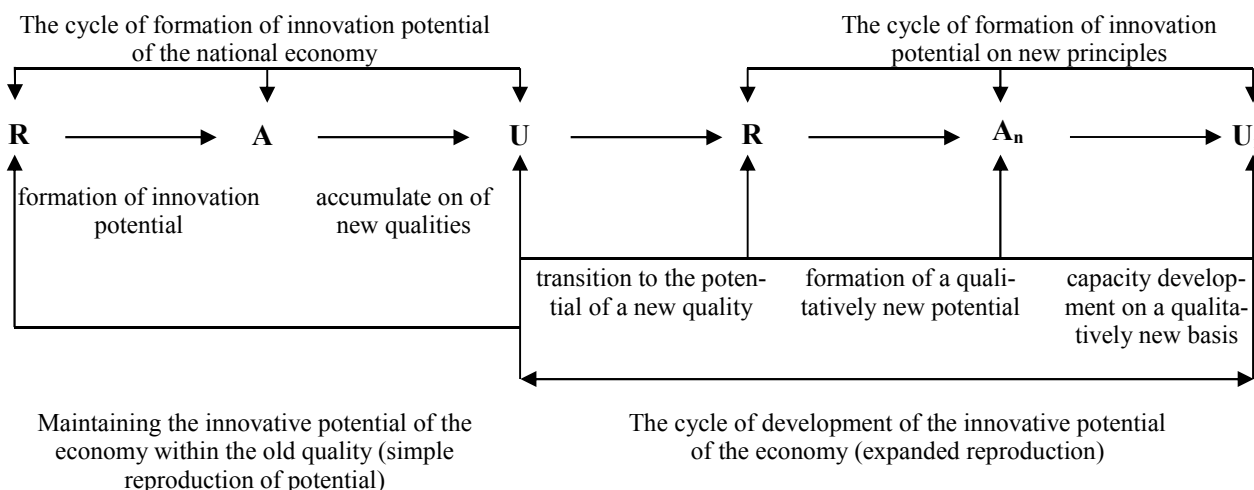 The cycle of formation of innovation potential
of the national economy
The cycle of formation of innovation
potential on new principles
R
A
U
R
Aₙ
U
formation of innovation
potential
accumulate on of
new qualities
transition to the poten-
tial of a new quality
formation of a quali-
tatively new potential
capacity develop-
ment on a qualita-
tively new basis
Maintaining the innovative potential of the
economy within the old quality (simple
reproduction of potential)
The cycle of development of the innovative potential
of the economy (expanded reproduction)